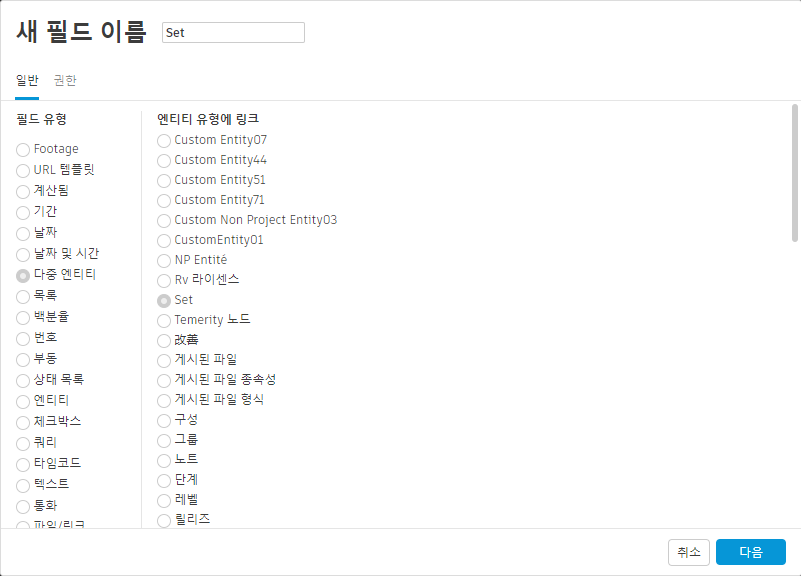 새 필드 이름 Set
일반 권한
필드 유형
Footage
URL 템플릿
계산됨
기간
날짜
날짜 및 시간
다중 엔티티
목록
백분율
번호
부동
상태 목록
엔티티
체크박스
쿼리
타임코드
텍스트
통화
파일/링크
엔티티 유형에 링크
Custom Entity07
Custom Entity44
Custom Entity51
Custom Entity71
Custom Non Project Entity03
CustomEntity01
NP Entité
Rv 라이센스
Set
Temerity 노드
改善
게시된 파일
게시된 파일 종속성
게시된 파일 형식
구성
그룹
노트
단계
레벨
릴리즈
취소 다음